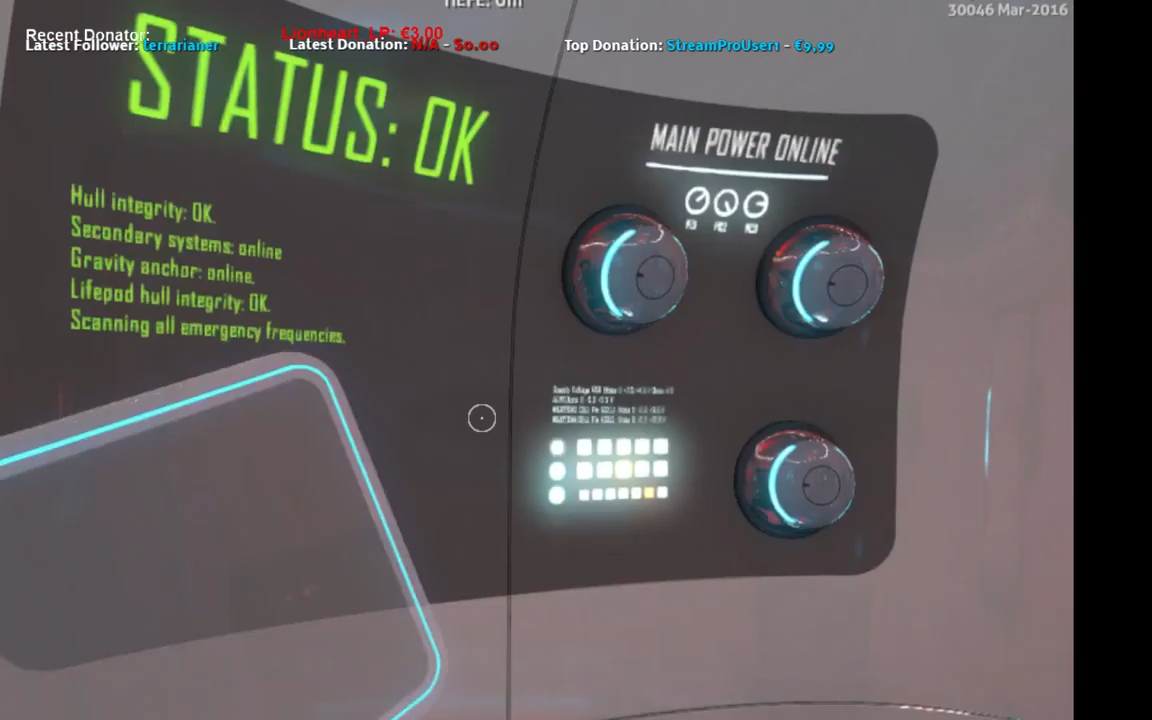 30046 Mar-2016
Recent Donator:
Lionheart_LP: €3.00
Latest Follower: terrarianer
Latest Donation: N/A - $0.00
Top Donation: StreamProUser1 - €9,99
STATUS: OK
Hull integrity: OK.
Secondary systems: online
Gravity anchor: online.
Lifepod hull integrity: OK.
Scanning all emergency frequencies.
MAIN POWER ONLINE